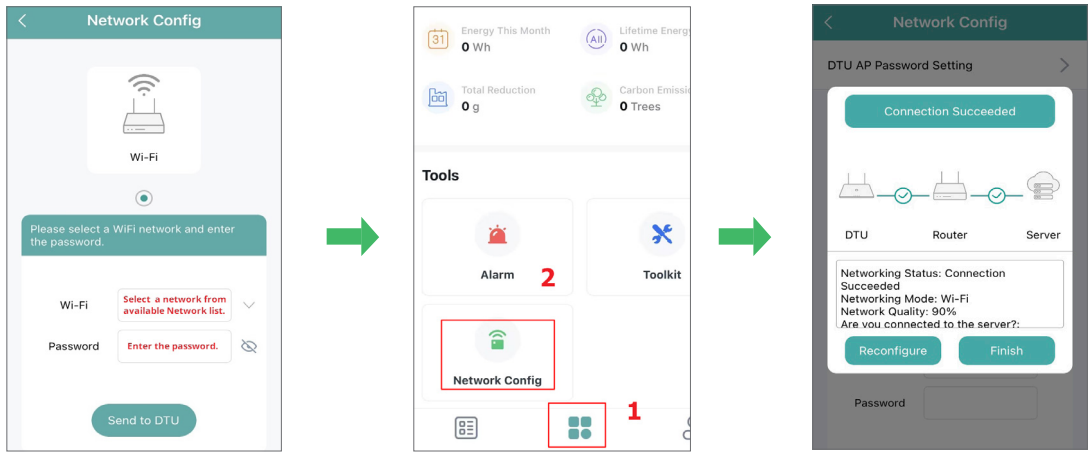 Network Config
Wi-Fi
Please select a WiFi network and enter
the password.
Wi-Fi
Select a network from
available Network list.
Password
Enter the password.
Send to DTU
31
Energy This Month
0 Wh
All
Lifetime Energy
0 Wh
Total Reduction
0 g
Carbon Emissio
0 Trees
Tools
Alarm
2
Toolkit
Network Config
1
Network Config
DTU AP Password Setting
Connection Succeeded
DTU
Router
Server
Networking Status: Connection
Succeeded
Networking Mode: Wi-Fi
Network Quality: 90%
Are you connected to the server?:
Reconfigure
Finish
Password